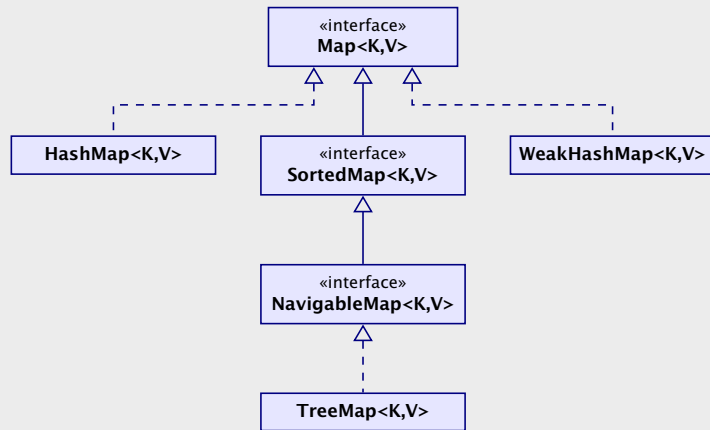 «interface»
Map<K,V>
HashMap<K,V>
«interface»
SortedMap<K,V>
WeakHashMap<K,V>
«interface»
NavigableMap<K,V>
TreeMap<K,V>